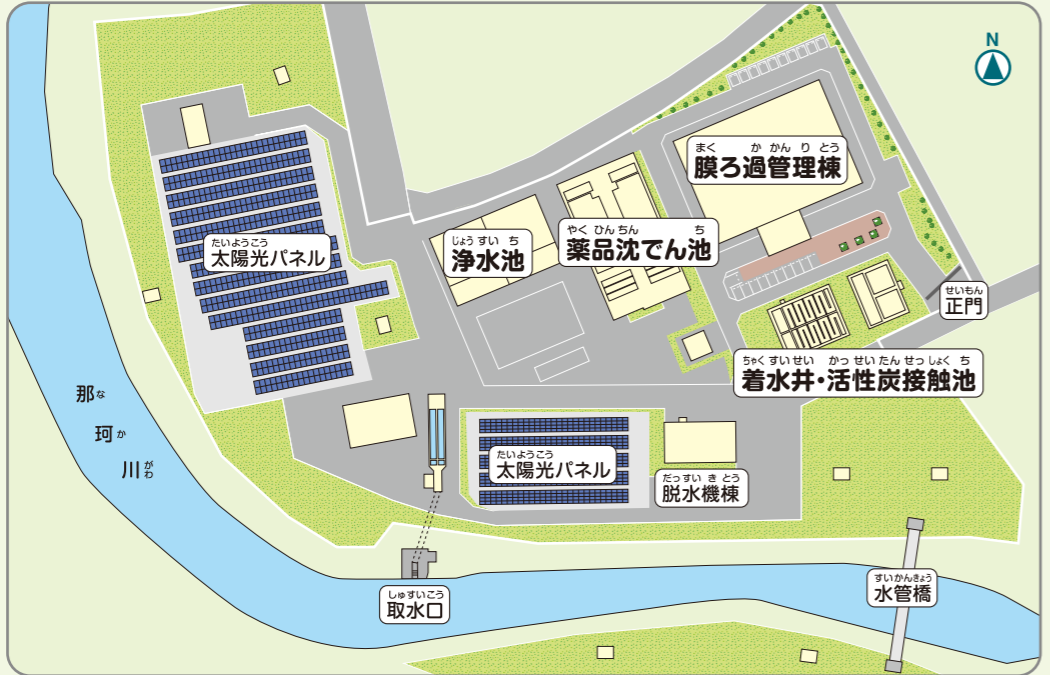 N
まく か かん り とう
膜ろ過管理棟
やく ひん ちん ち
薬品沈でん池
じょう すい ち
浄水池
たいようこう
太陽光パネル
せいもん
正門
ちゃく すい せい かっ せい たん せっ しょく ち
着水井・活性炭接触池
那な
珂か
川がわ
たいようこう
太陽光パネル
だっ すい き とう
脱水機棟
しゅすいこう
取水口
すいかんきょう
水管橋